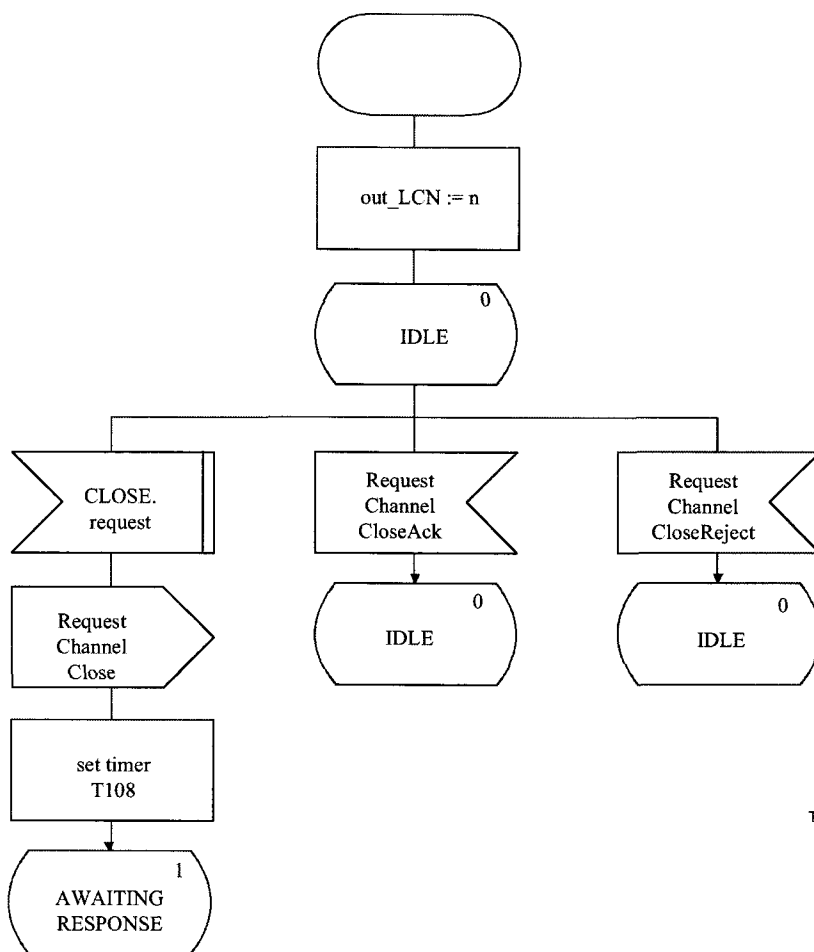 out_LCN := n
0
IDLE
CLOSE.
request
Request
Channel
CloseAck
Request
Channel
CloseReject
Request
Channel
Close
0
IDLE
0
IDLE
set timer
T108
T
1
AWAITING
RESPONSE